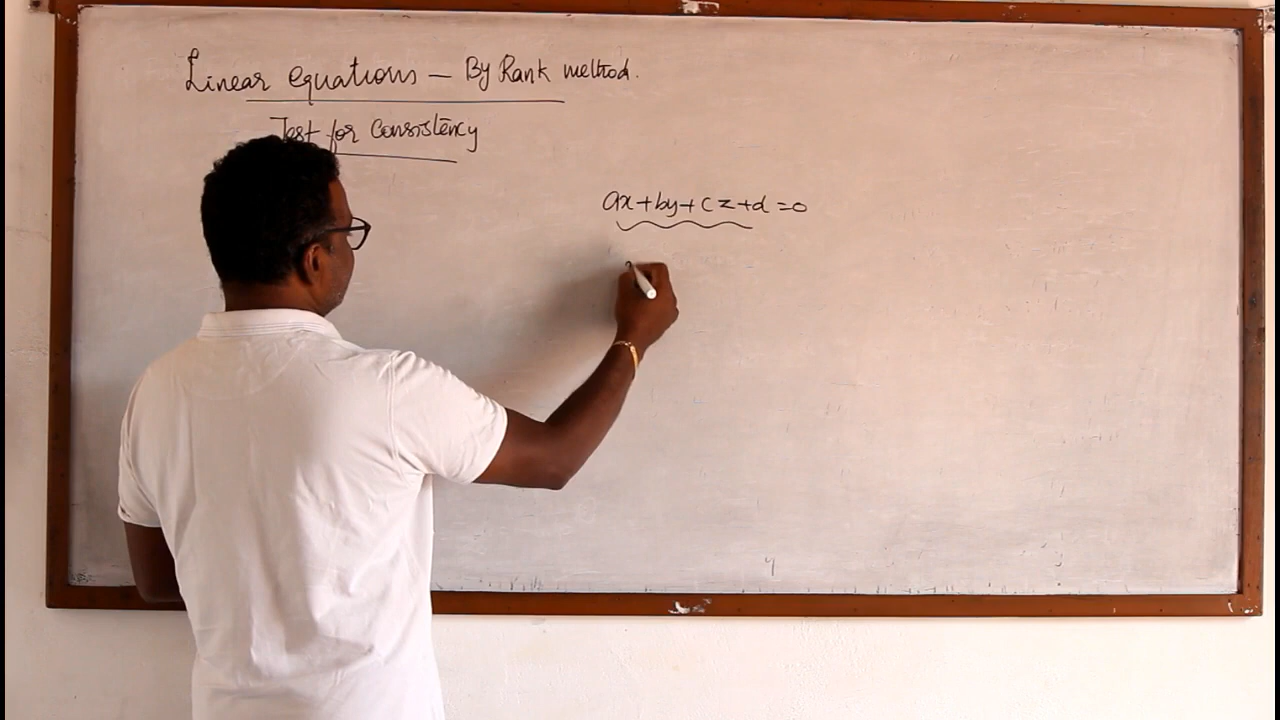 Linear equations - By Rank method.
Test for Consistency
ax+by+cz+d=0